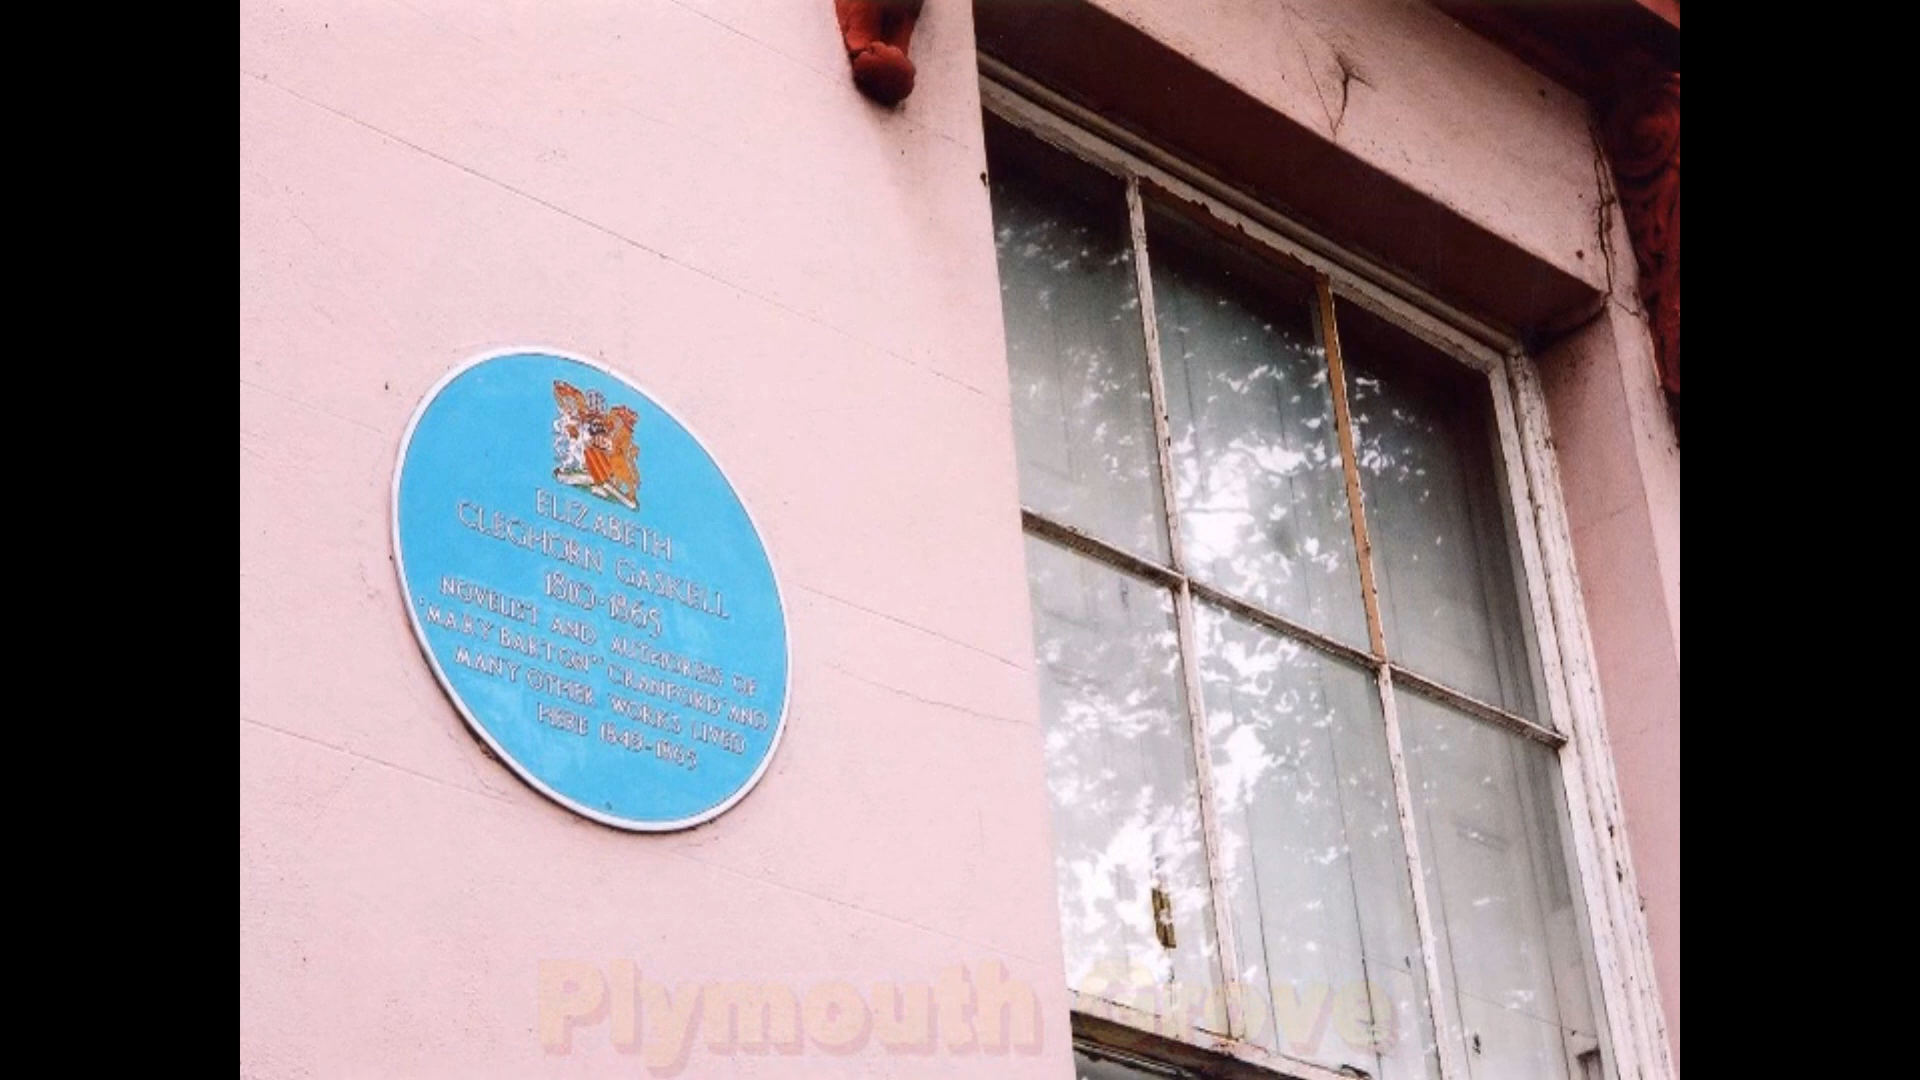 ELIZABETH
CLEGHORN GASKELL
1810-1865
NOVELIST AND AUTHORESS OF
'MARY BARTON' 'CRANFORD' AND
MANY OTHER WORKS LIVED
HERE 1849-1865
Plymouth Grove